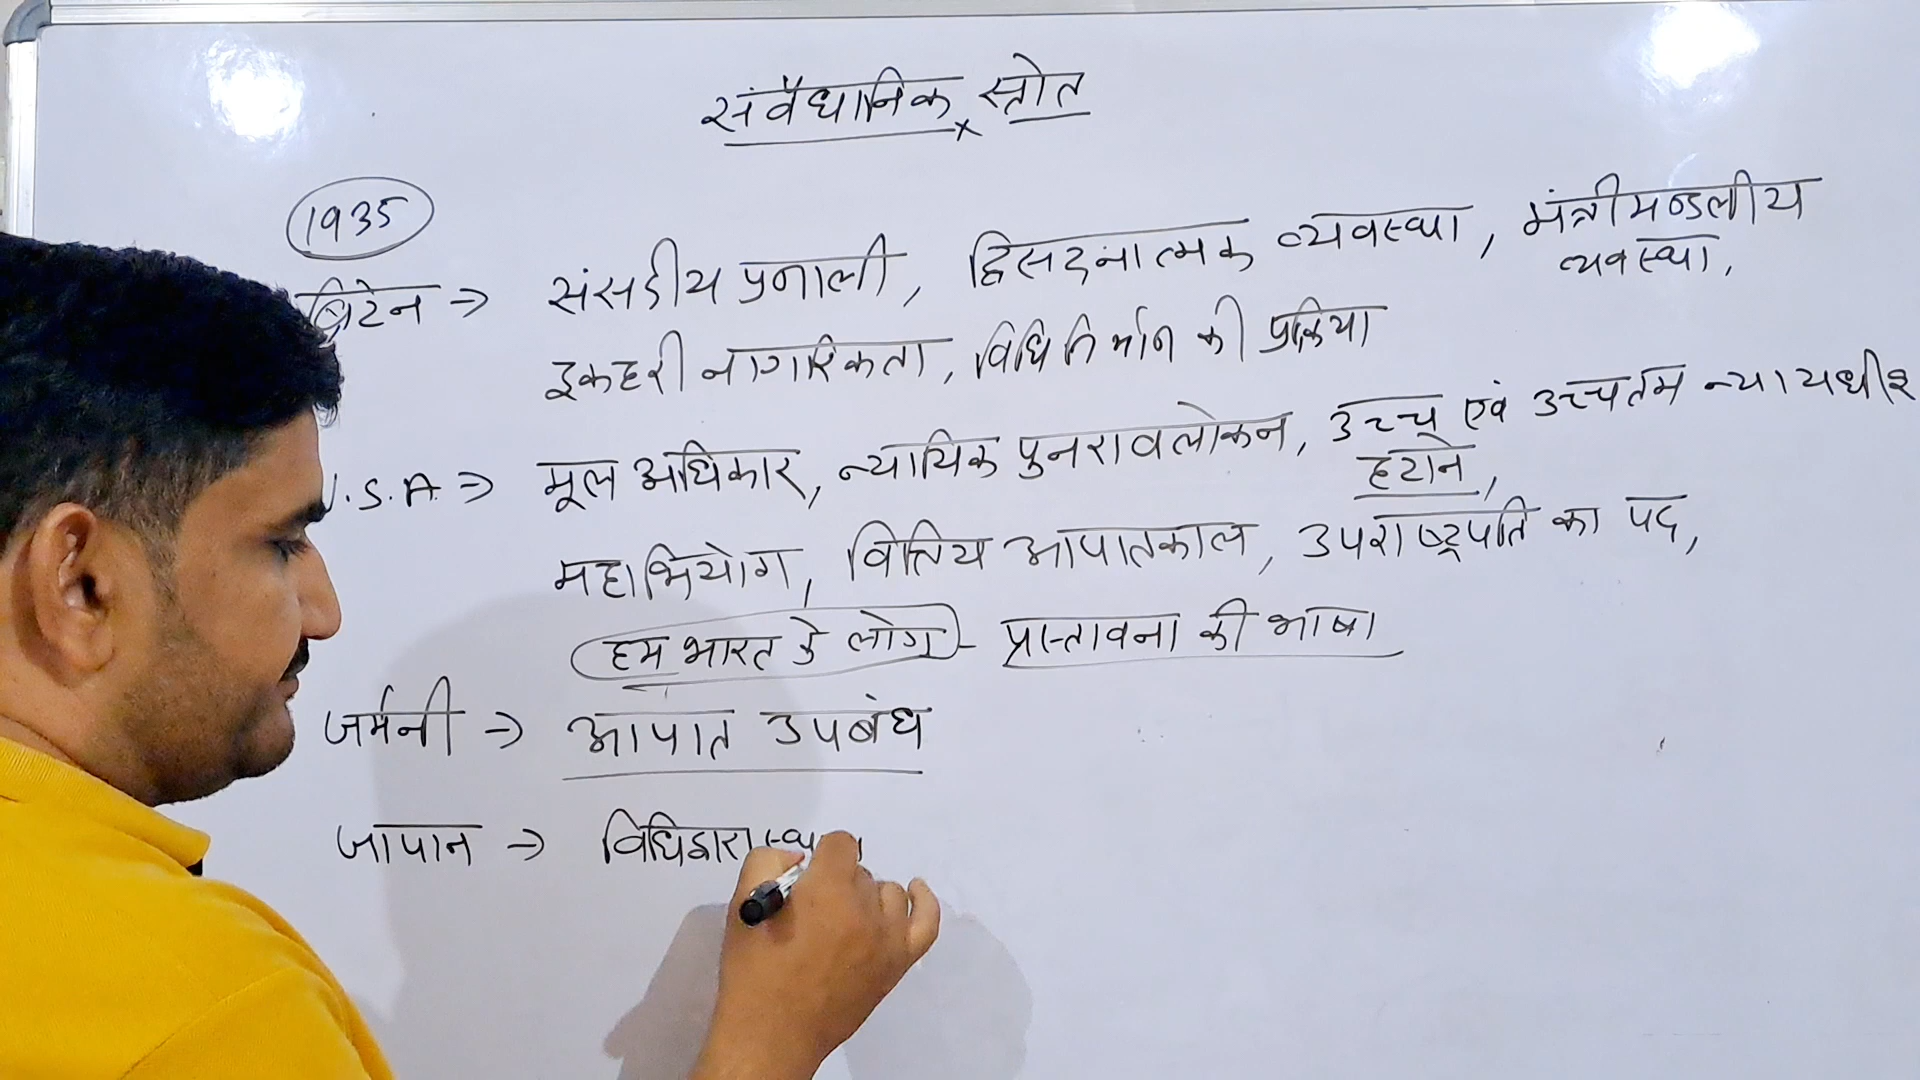 संवैधानिक स्त्रोत
1935
ब्रिटेन → संसदीय प्रनाली, द्विसदनात्मक व्यवस्था, मंत्रीमण्डलीय
व्यवस्था,
इकहरी नागरिकता, विधि निर्मान की प्रक्रिया
.S.A. → मूल अधिकार, न्यायिक पुनरावलोकन, उच्च एवं उच्चतम न्यायधीश
हटाने,
महाभियोग, वित्तिय आपातकाल, उपराष्ट्रपति का पद,
हम भारत के लोग - प्रास्तावना की भाषा
जर्मनी → आपात उपबंध
जापान → विधि द्वारा